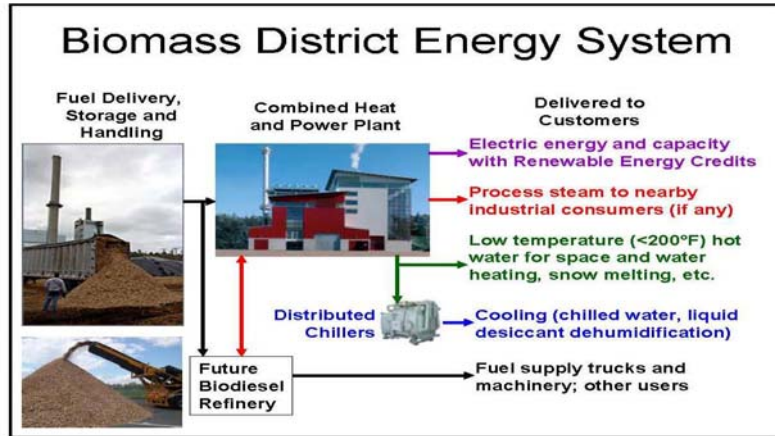 Biomass District Energy System
Fuel Delivery,
Storage and
Handling
Combined Heat
and Power Plant
Delivered to
Customers
Electric energy and capacity
with Renewable Energy Credits
Process steam to nearby
industrial consumers (if any)
Low temperature (<200ºF) hot
water for space and water
heating, snow melting, etc.
Distributed
Chillers
Cooling (chilled water, liquid
desiccant dehumidification)
Future
Biodiesel
Refinery
Fuel supply trucks and
machinery; other users